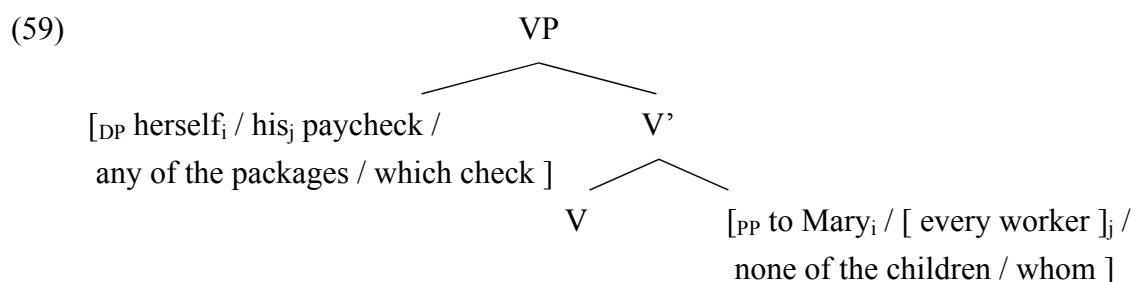 (59) VP
[DP herselfi / hisj paycheck / V’
any of the packages / which check ]
V [PP to Maryi / [ every worker ]j /
none of the children / whom ]